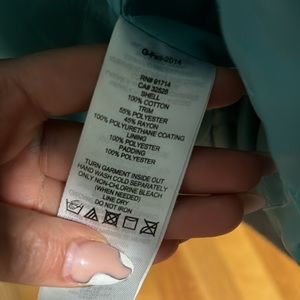 G-Fall-2014
RN# 91714
CA# 32528
SHELL
100% COTTON
TRIM
55% POLYESTER
45% RAYON
100% POLYURETHANE COATING
LINING
100% POLYESTER
PADDING
100% POLYESTER
TURN GARMENT INSIDE OUT
HAND WASH COLD SEPARATELY
ONLY NON-CHLORINE BLEACH
(WHEN NEEDED)
LINE DRY
DO NOT IRON